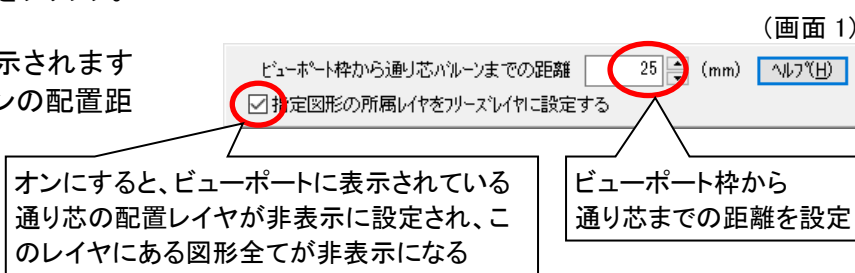 (画面 1)
示されます
ンの配置距
ビューポート枠から通り芯バルーンまでの距離 25 (mm) ヘルプ(H)
指定図形の所属レイヤをフリーズレイヤに設定する
オンにすると、ビューポートに表示されている
通り芯の配置レイヤが非表示に設定され、こ
のレイヤにある図形全てが非表示になる
ビューポート枠から
通り芯までの距離を設定